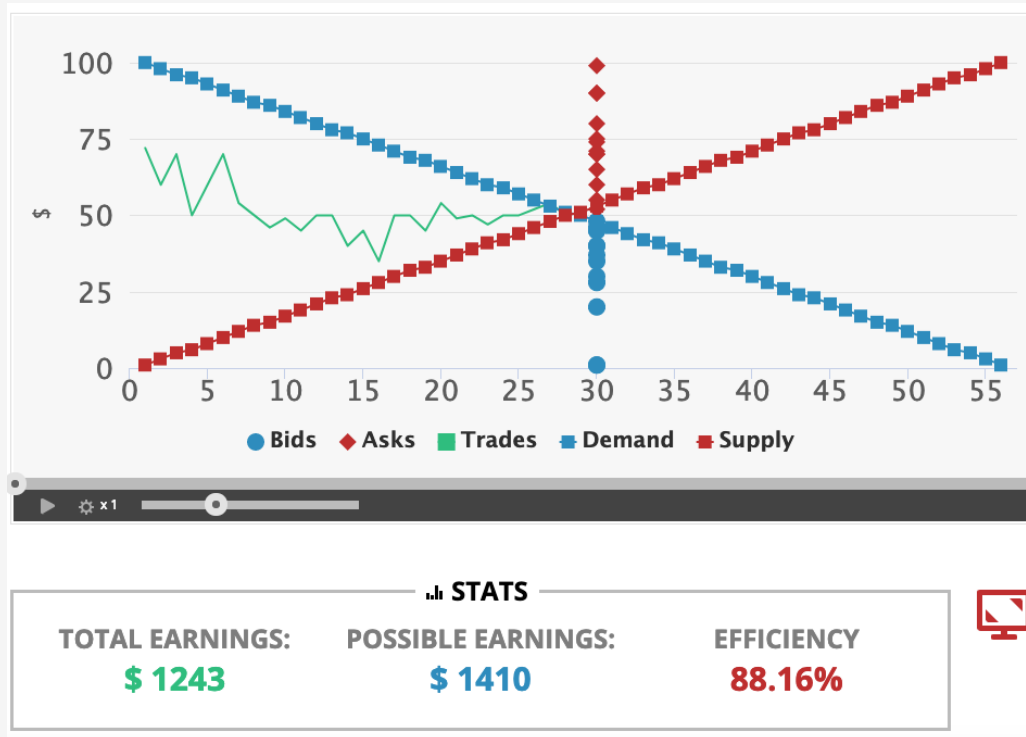 100
75
50
25
0
$
0 5 10 15 20 25 30 35 40 45 50 55
Bids Asks Trades Demand Supply
x 1
STATS
TOTAL EARNINGS: POSSIBLE EARNINGS: EFFICIENCY
$ 1243 $ 1410 88.16%